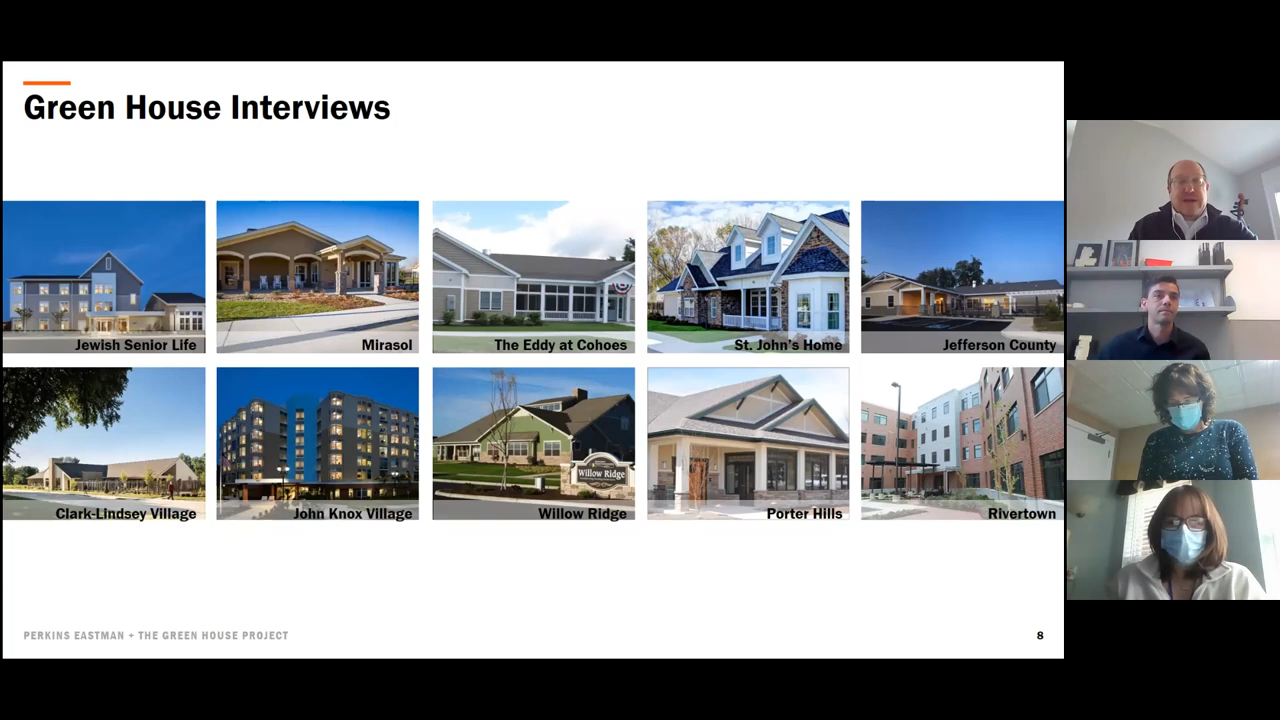 Green House Interviews
Jewish Senior Life
Mirasol
The Eddy at Cohoes
St. John's Home
Jefferson County
Clark-Lindsey Village
John Knox Village
Willow Ridge
Willow Ridge
Porter Hills
Rivertown
PERKINS EASTMAN + THE GREEN HOUSE PROJECT
8